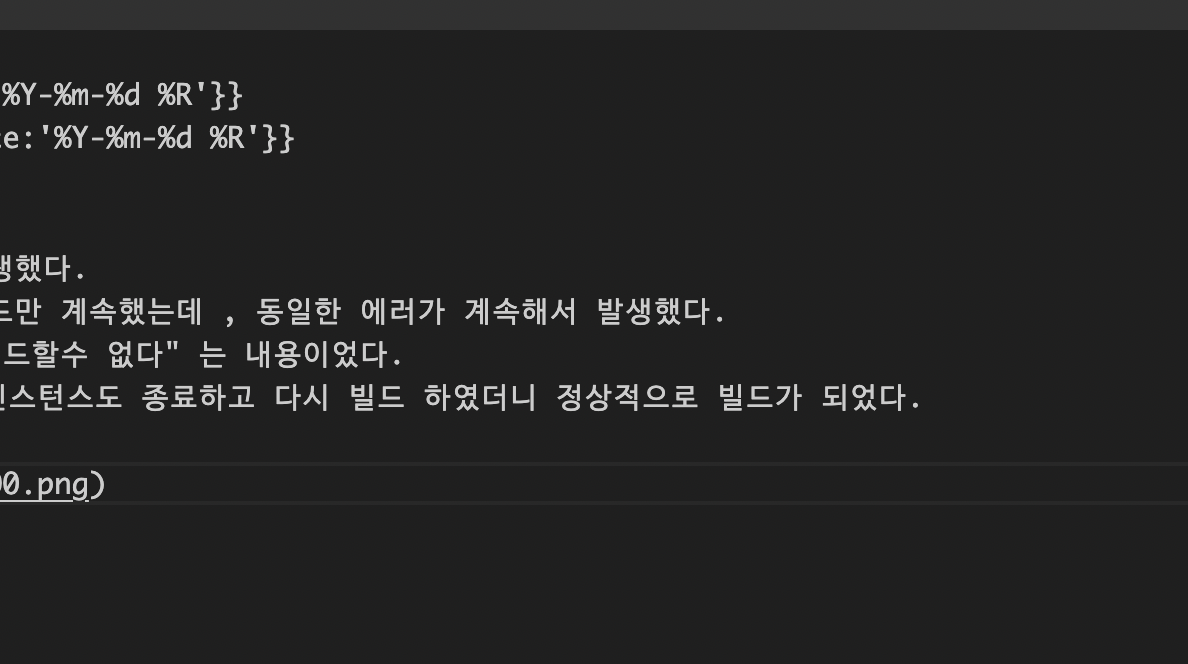 %Y-%m-%d %R'}}
te:'%Y-%m-%d %R'}}
생했다.
드만 계속했는데 , 동일한 에러가 계속해서 발생했다.
드할수 없다" 는 내용이었다.
인스턴스도 종료하고 다시 빌드 하였더니 정상적으로 빌드가 되었다.
00.png)